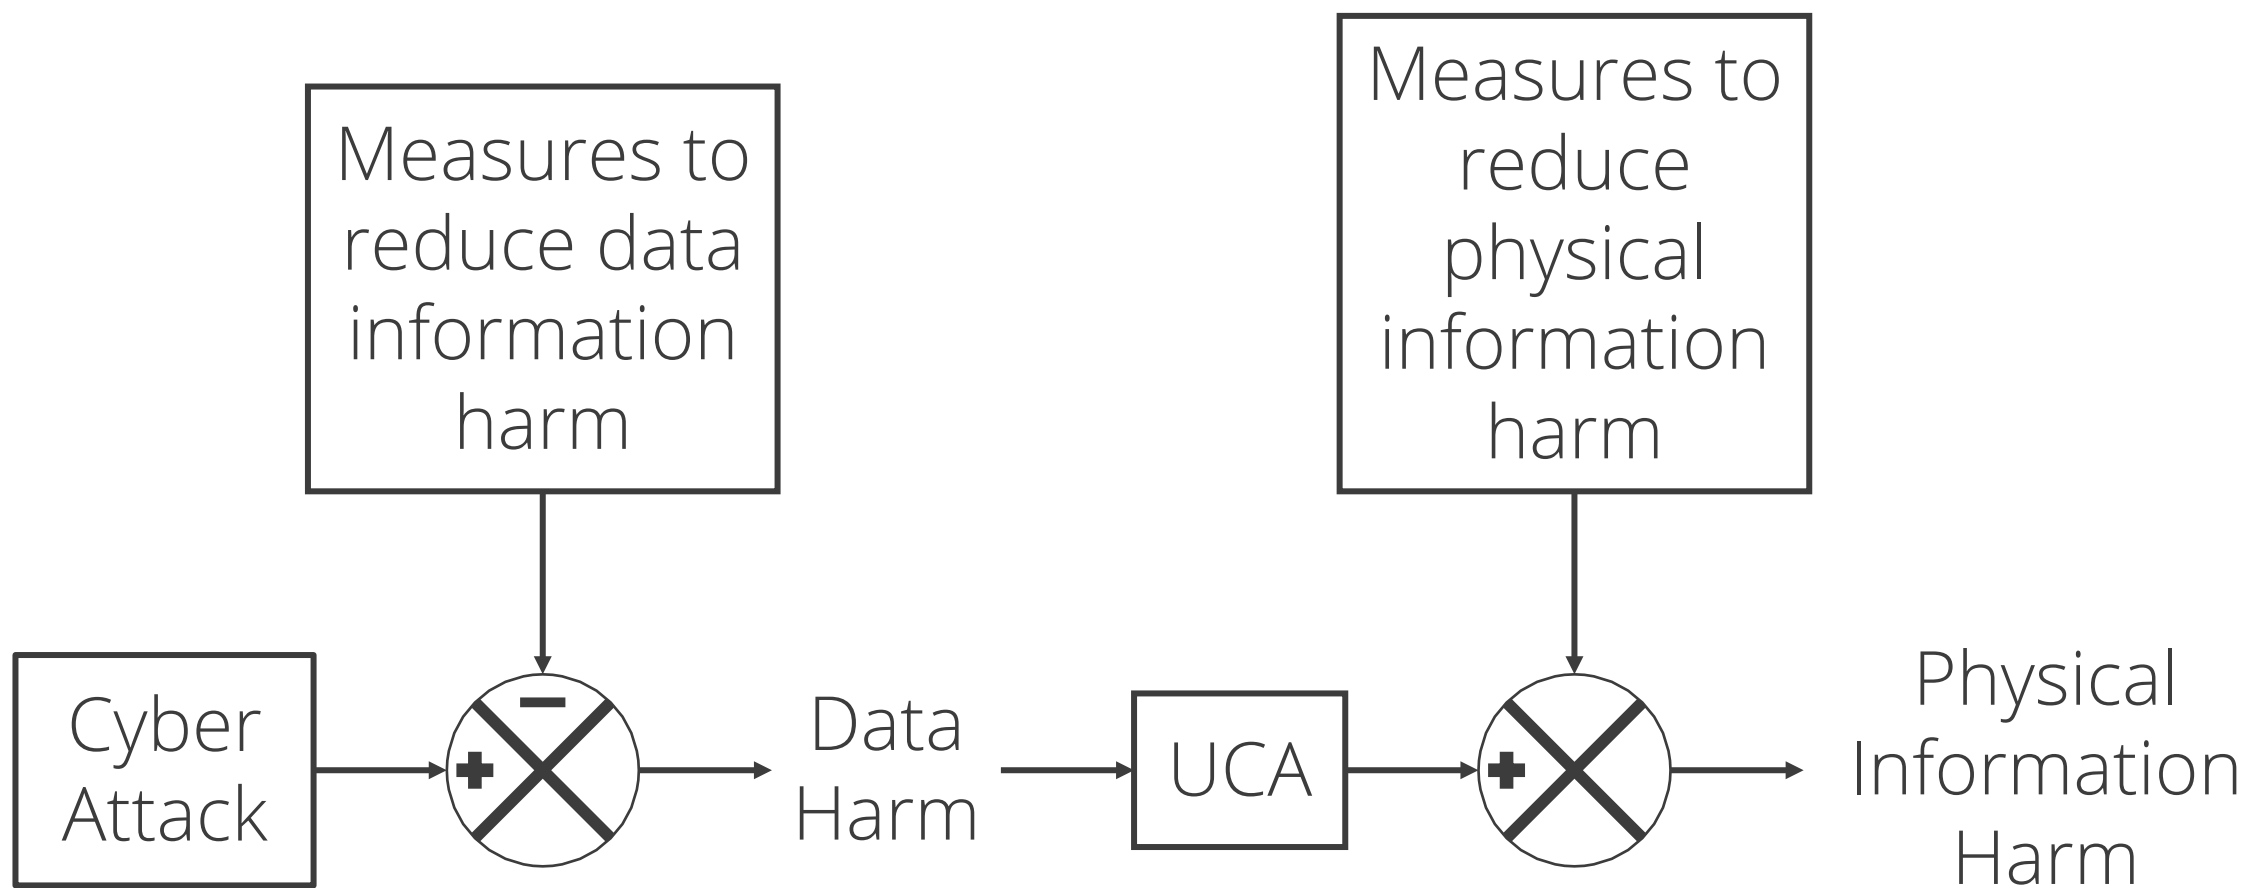 Measures to
reduce data
information
harm
Measures to
reduce
physical
information
harm
Cyber
Attack
Data
Harm
UCA
Physical
Information
Harm